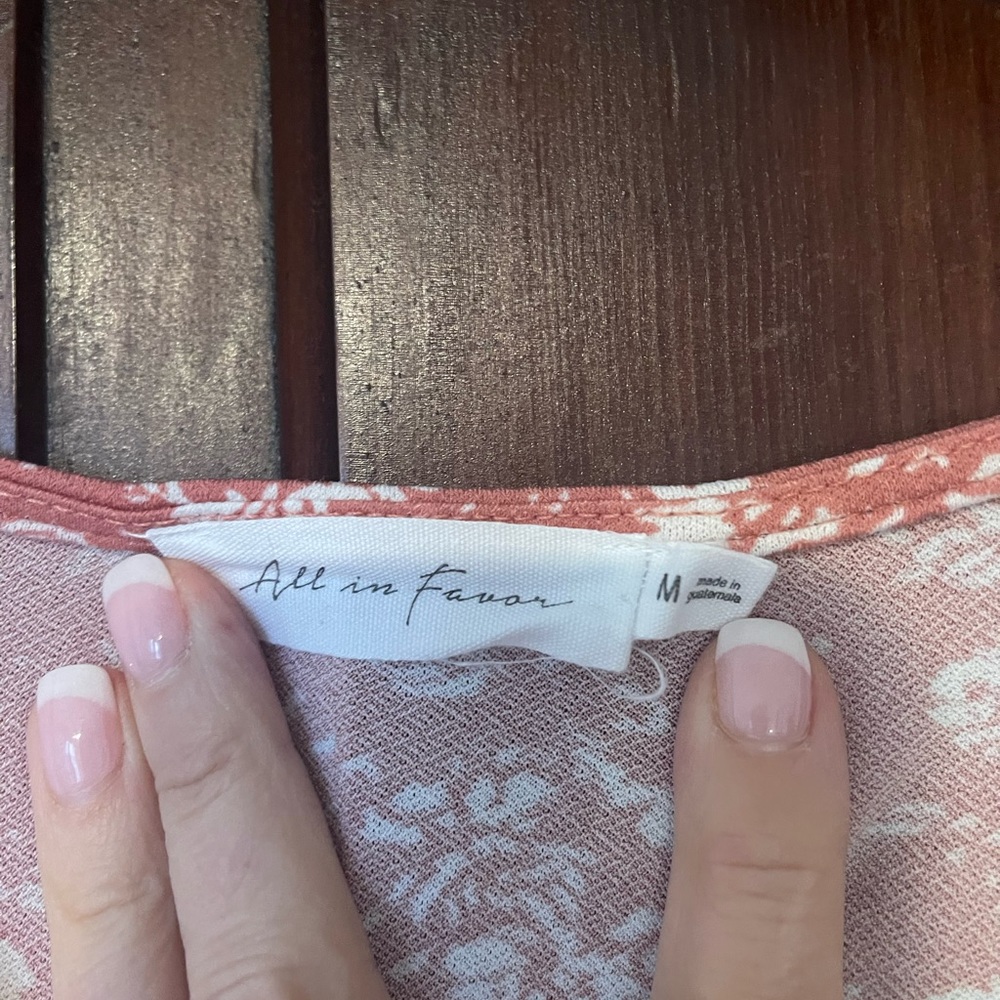 All in Favor
M
made in
guatemala